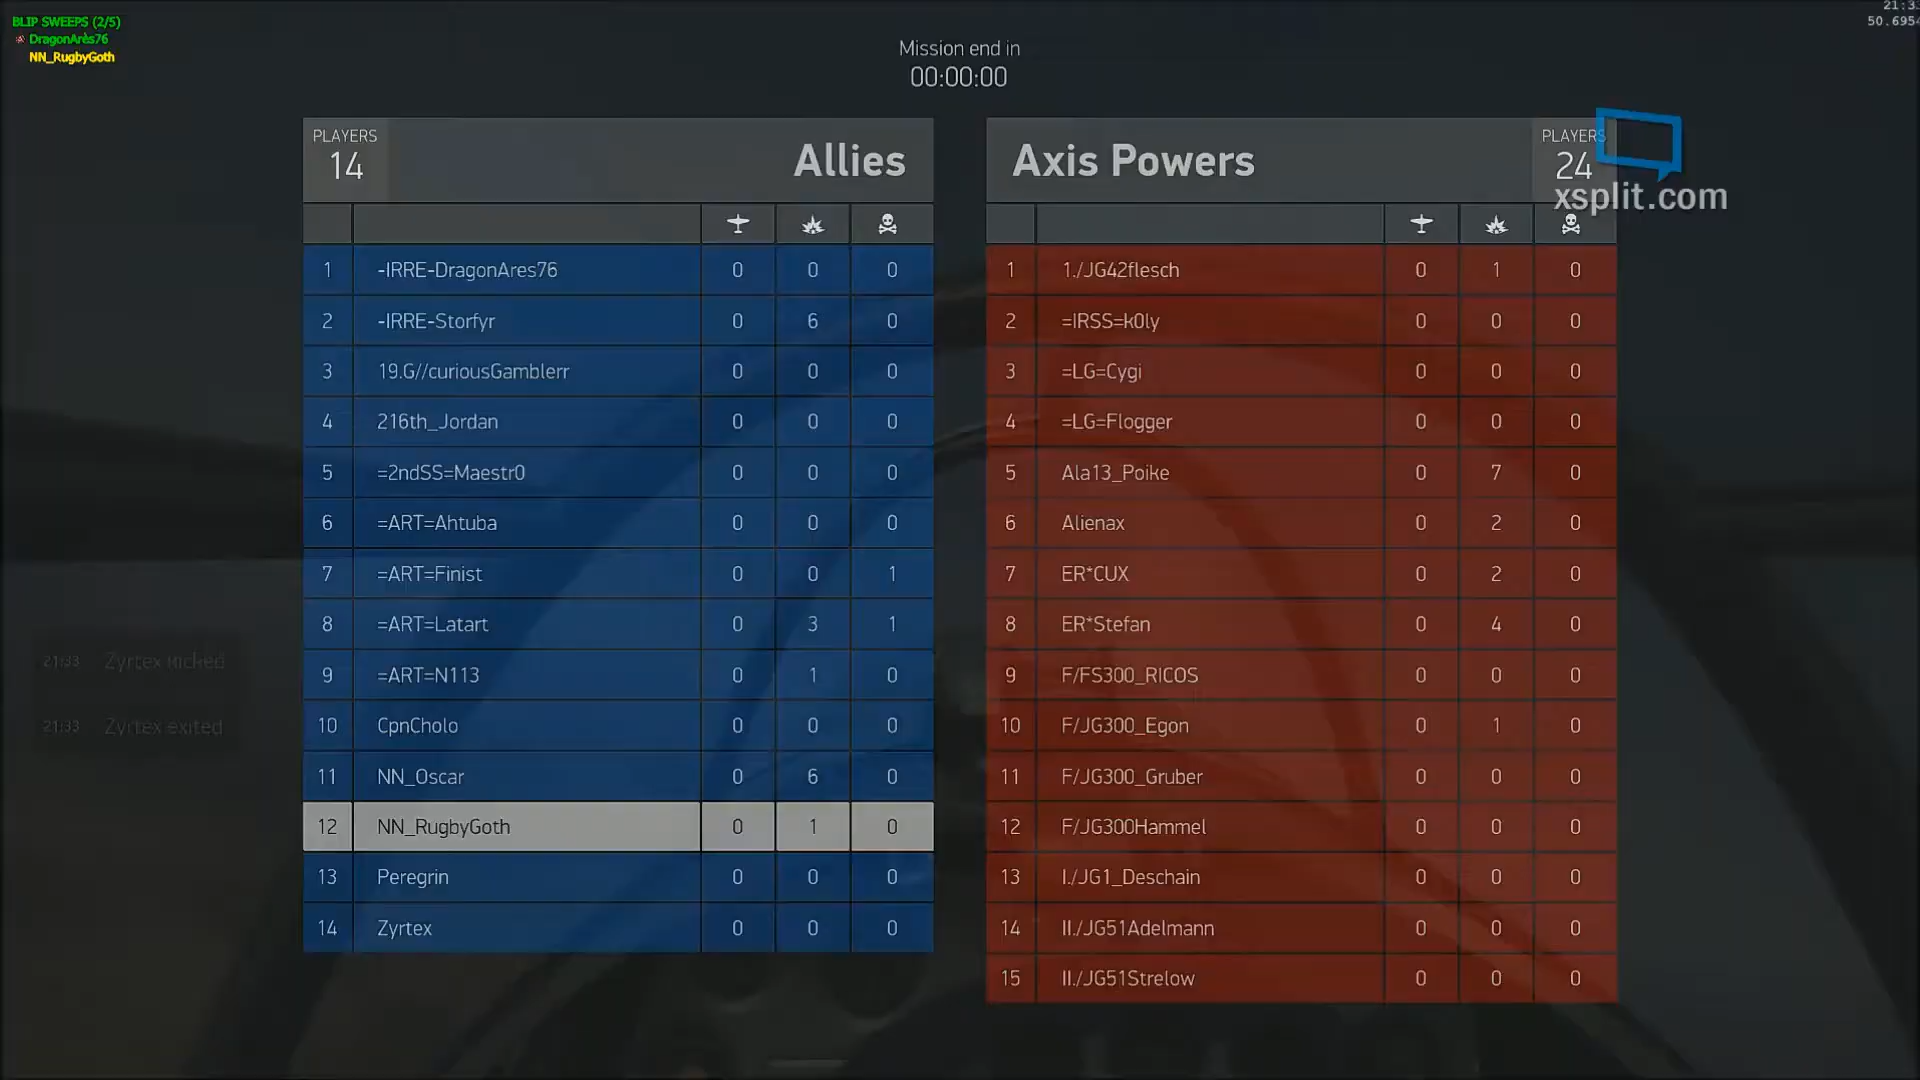 BLIP SWEEPS (2/5)
DragonAres76
NN_RugbyGoth
21:3
50.695
Mission end in
00:00:00
PLAYERS
14
Allies
1 -IRRE-DragonAres76 0 0 0
2 -IRRE-Storfyr 0 6 0
3 19.G//curiousGamblerr 0 0 0
4 216th_Jordan 0 0 0
5 =2ndSS=Maestr0 0 0 0
6 =ART=Ahtuba 0 0 0
7 =ART=Finist 0 0 1
8 =ART=Latart 0 3 1
9 =ART=N113 0 1 0
10 CpnCholo 0 0 0
11 NN_Oscar 0 6 0
12 NN_RugbyGoth 0 1 0
13 Peregrin 0 0 0
14 Zyrtex 0 0 0
Axis Powers
PLAYERS
24
xsplit.com
1 1./JG42flesch 0 1 0
2 =IRSS=k0ly 0 0 0
3 =LG=Cygi 0 0 0
4 =LG=Flogger 0 0 0
5 Ala13_Poike 0 7 0
6 Alienax 0 2 0
7 ER*CUX 0 2 0
8 ER*Stefan 0 4 0
9 F/FS300_RICOS 0 0 0
10 F/JG300_Egon 0 1 0
11 F/JG300_Gruber 0 0 0
12 F/JG300Hammel 0 0 0
13 I./JG1_Deschain 0 0 0
14 II./JG51Adelmann 0 0 0
15 II./JG51Strelow 0 0 0
21:33 Zyrtex kicked
21:33 Zyrtex exited